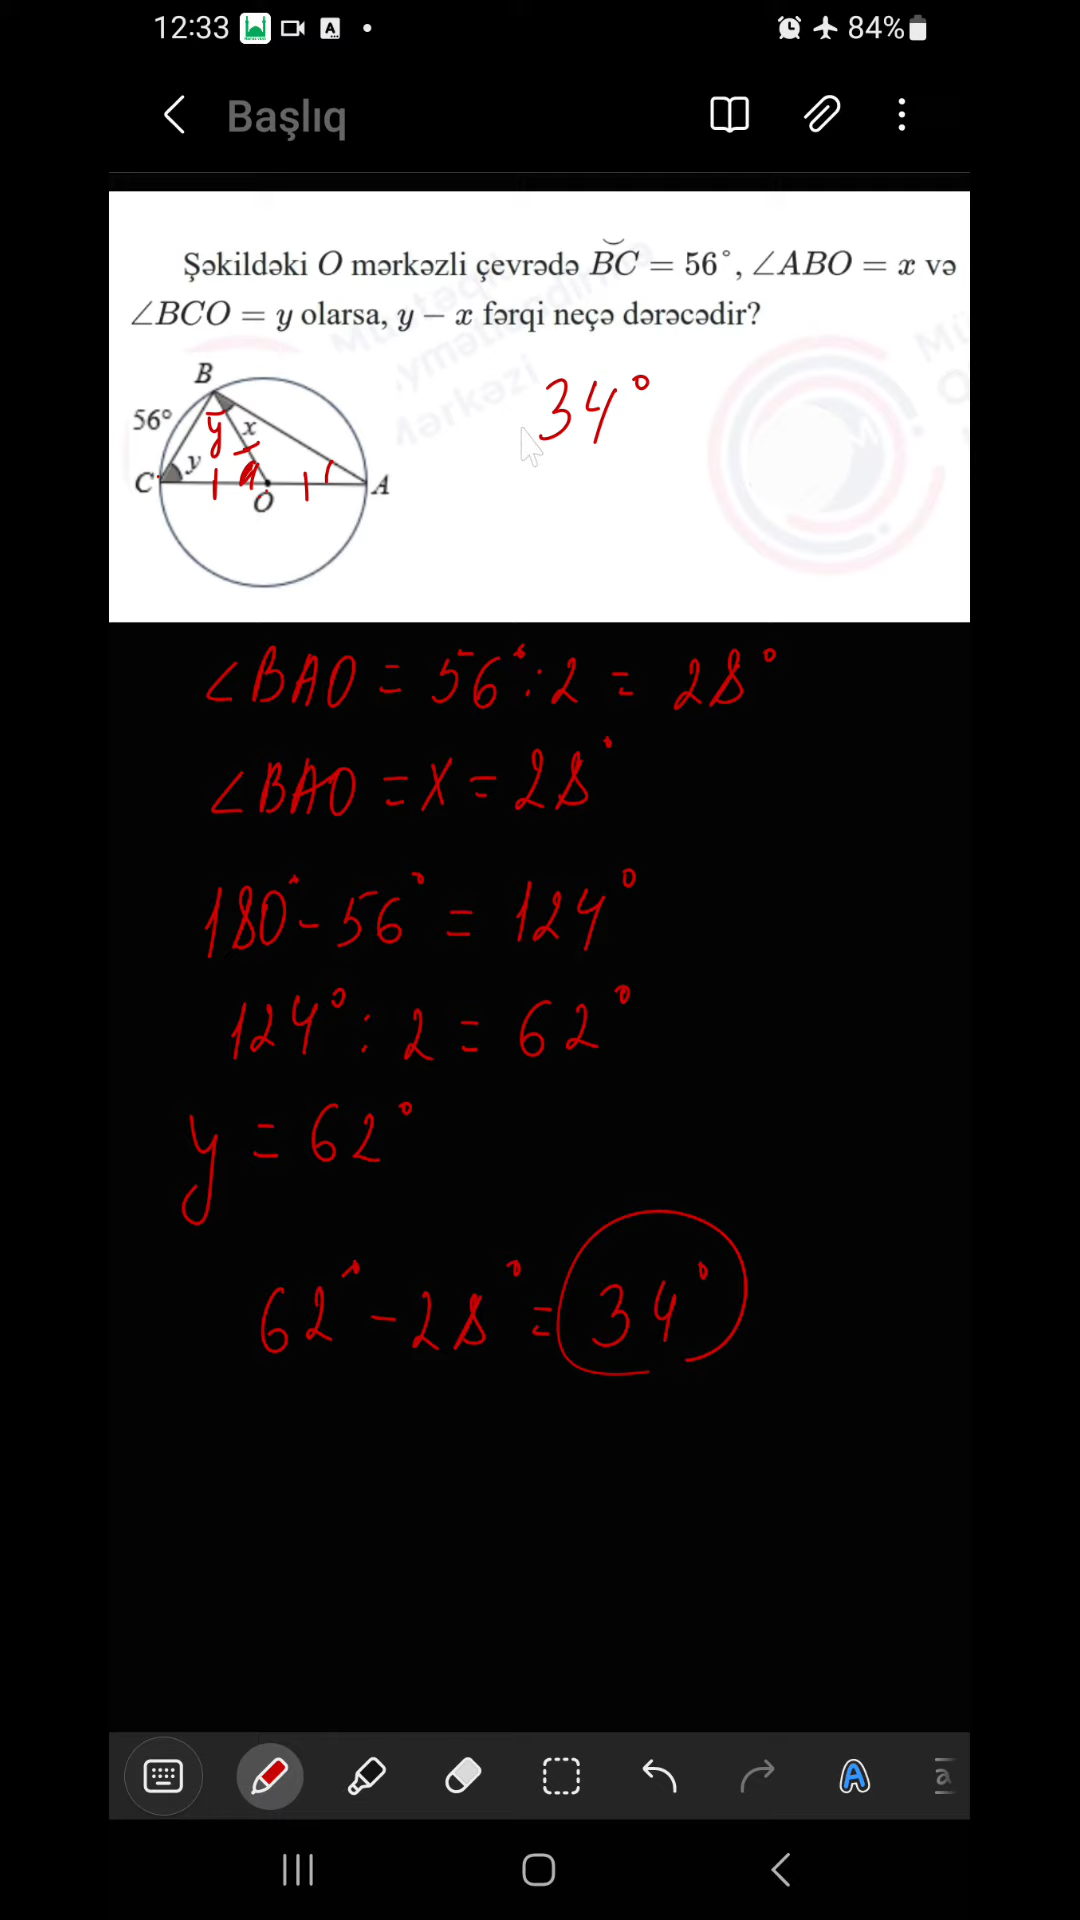 12:33 A 84%
Başlıq
Şəkildəki O mərkəzli çevrədə BC = 56°, ∠ABO = x və
∠BCO = y olarsa, y − x fərqi neçə dərəcədir?
34°
B
56°
y x
y
C O A
∠BAO = 56° : 2 = 28°
∠BAO = x = 28°
180° - 56° = 124°
124° : 2 = 62°
y = 62°
62° - 28° = 34°
A a